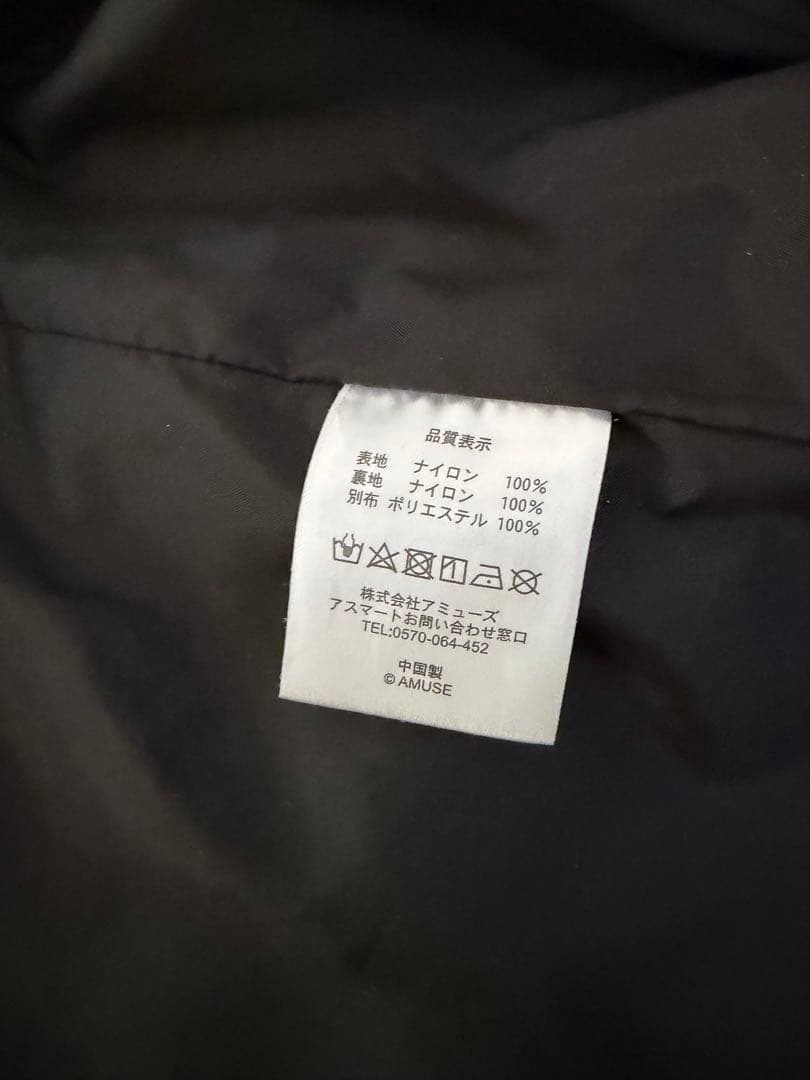 品質表示
表地 ナイロン 100%
裏地 ナイロン 100%
別布 ポリエステル 100%
株式会社アミューズ
アスマートお問い合わせ窓口
TEL:0570-064-452
中国製
© AMUSE